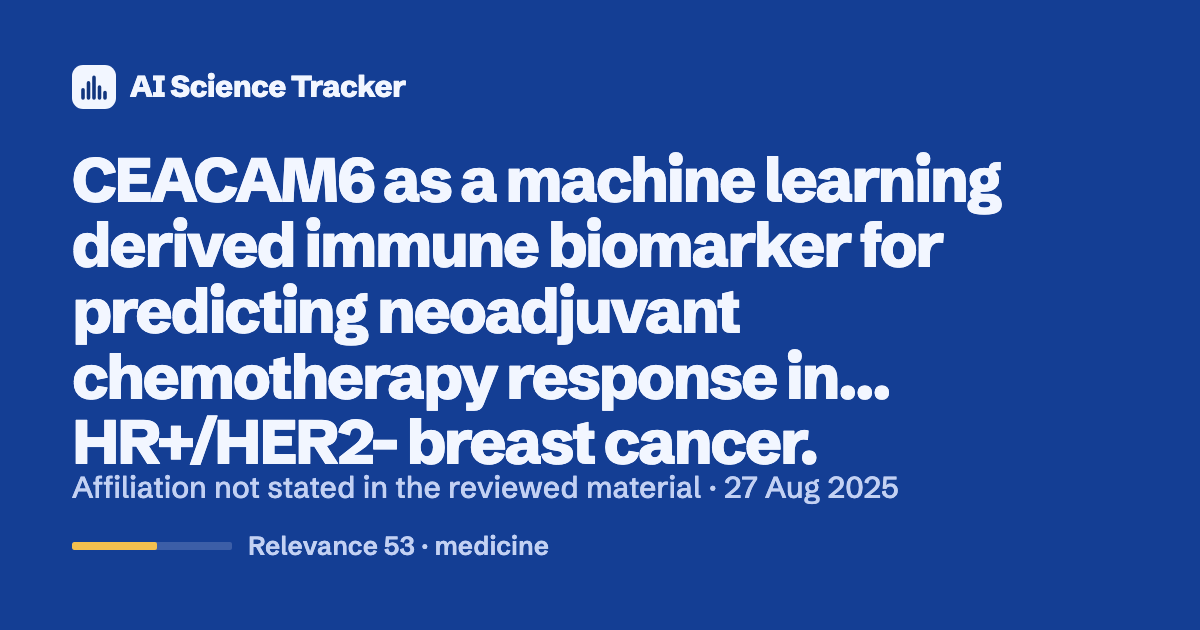 AI Science Tracker
CEACAM6 as a machine learning
derived immune biomarker for
predicting neoadjuvant
chemotherapy response in...
HR+/HER2- breast cancer.
Affiliation not stated in the reviewed material · 27 Aug 2025
Relevance 53 · medicine